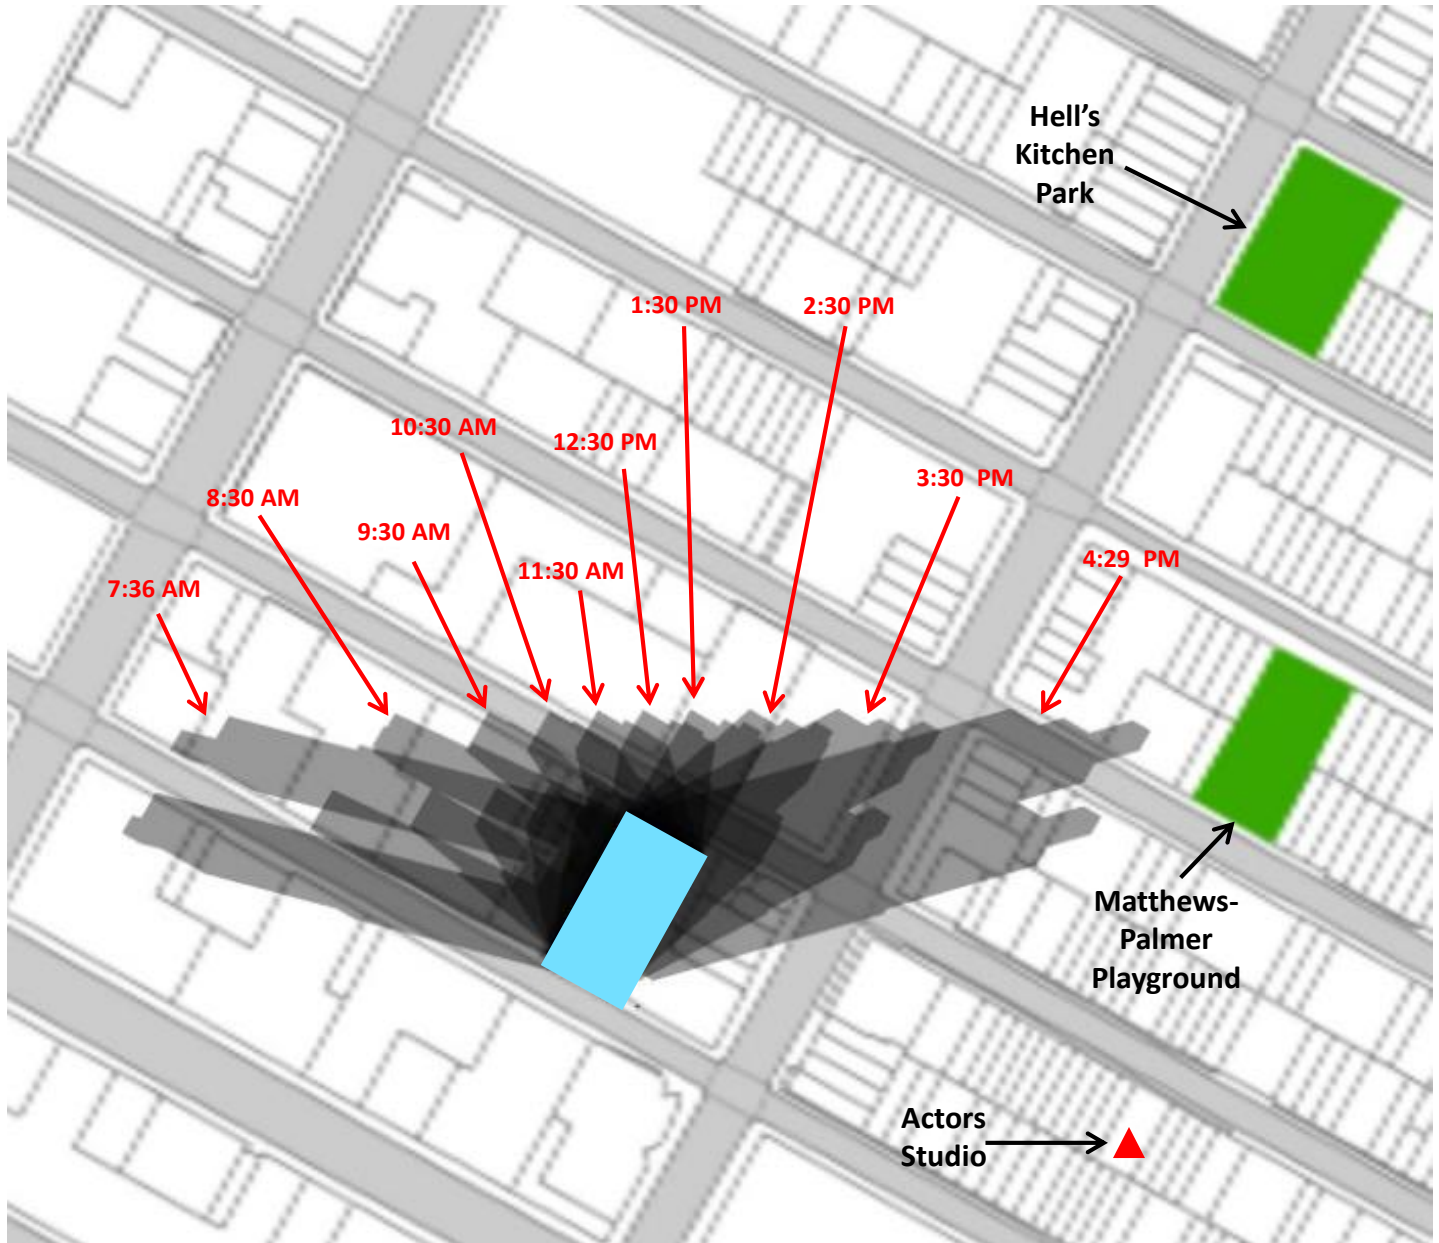 Hell's
Kitchen
Park
1:30 PM
2:30 PM
10:30 AM
12:30 PM
3:30  PM
8:30 AM
9:30 AM
4:29  PM
11:30 AM
7:36 AM
Matthews-
Palmer
Playground
Actors
Studio